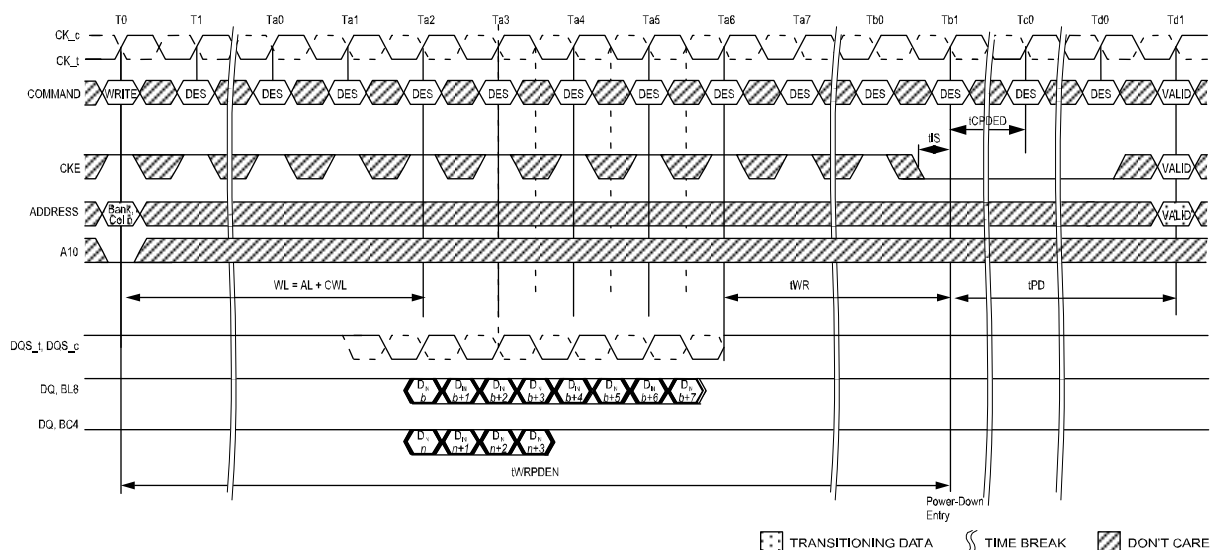 T0 T1 Ta0 Ta1 Ta2 Ta3 Ta4 Ta5 Ta6 Ta7 Tb0 Tb1 Tc0 Td0 Td1
CK_c
CK_t
COMMAND WRITE DES DES DES DES DES DES DES DES DES DES DES DES DES VALID
tCPDED
tIS
CKE VALID
ADDRESS Bank, Col b VALID
A10
WL = AL + CWL tWR tPD
DQS_t, DQS_c
DQ, BL8 DIN b DIN b+1 DIN b+2 DIN b+3 DIN b+4 DIN b+5 DIN b+6 DIN b+7
DQ, BC4 DIN n DIN n+1 DIN n+2 DIN n+3
tWRPDEN
Power-Down
Entry
TRANSITIONING DATA TIME BREAK DON'T CARE